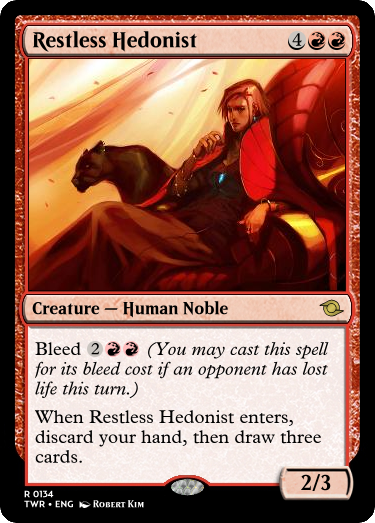 Restless Hedonist 4
Creature — Human Noble
Bleed 2 (You may cast this spell
for its bleed cost if an opponent has lost
life this turn.)
When Restless Hedonist enters,
discard your hand, then draw three
cards.
2/3
R 0134
TWR • ENG Robert Kim